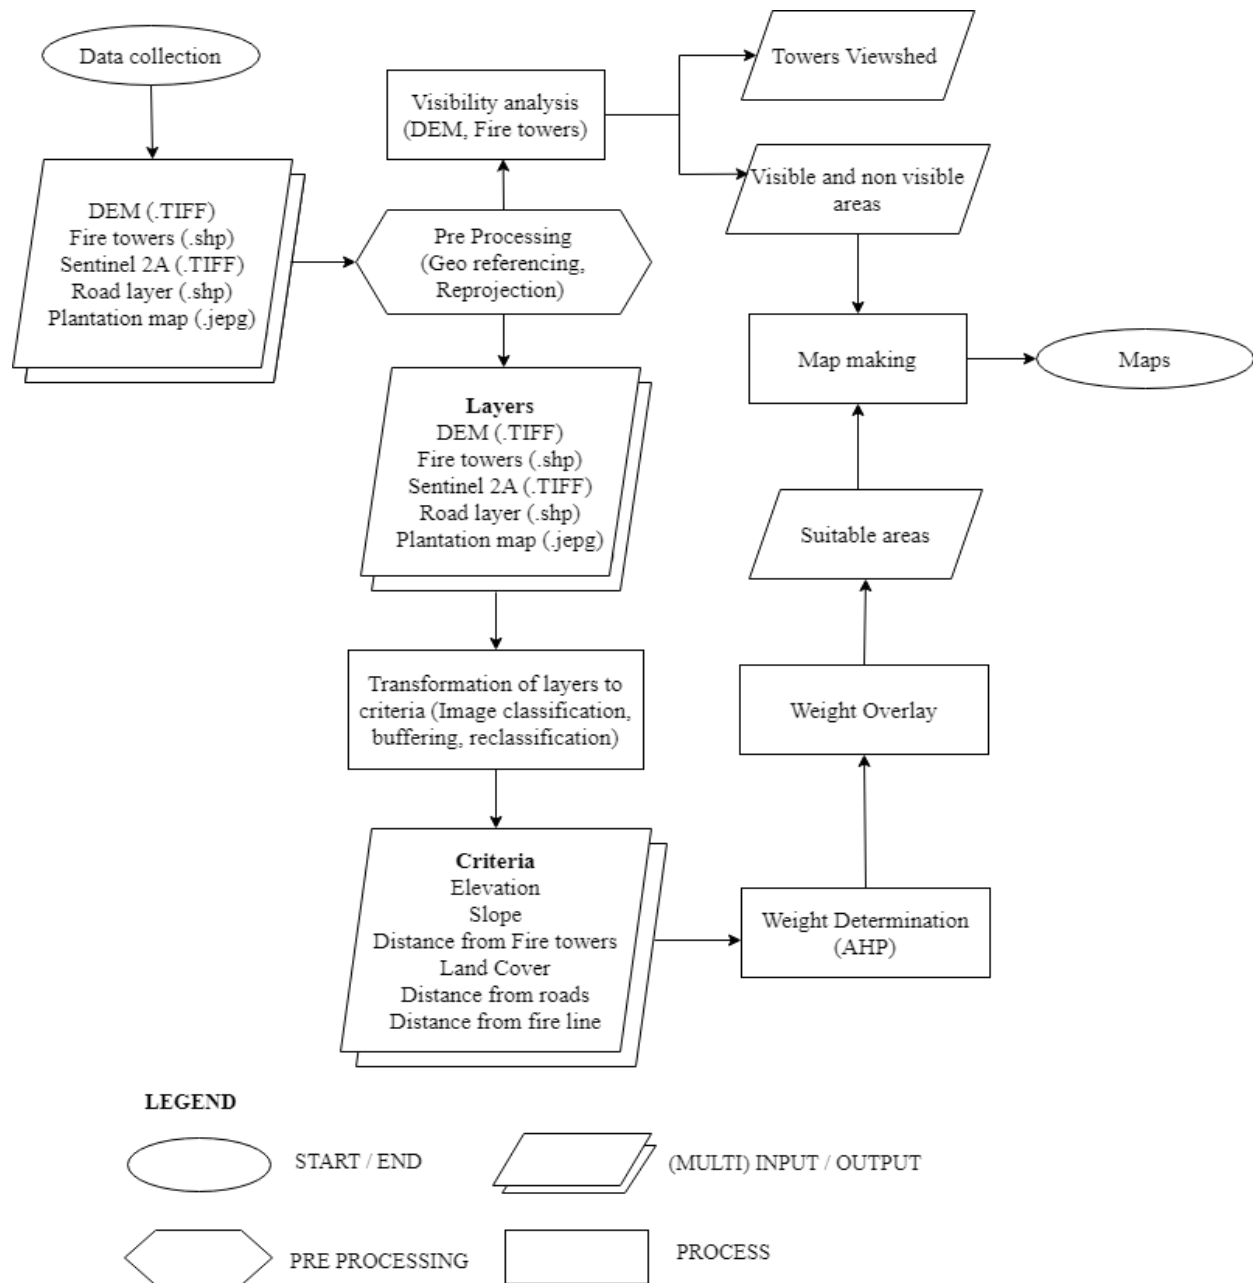 Data collection
DEM (.TIFF)
Fire towers (.shp)
Sentinel 2A (.TIFF)
Road layer (.shp)
Plantation map (.jepg)
Pre Processing
(Geo referencing,
Reprojection)
Visibility analysis
(DEM, Fire towers)
Towers Viewshed
Visible and non visible
areas
Layers
DEM (.TIFF)
Fire towers (.shp)
Sentinel 2A (.TIFF)
Road layer (.shp)
Plantation map (.jepg)
Transformation of layers to
criteria (Image classification,
buffering, reclassification)
Criteria
Elevation
Slope
Distance from Fire towers
Land Cover
Distance from roads
Distance from fire line
Weight Determination
(AHP)
Weight Overlay
Suitable areas
Map making
Maps
LEGEND
START / END
(MULTI) INPUT / OUTPUT
PRE PROCESSING
PROCESS